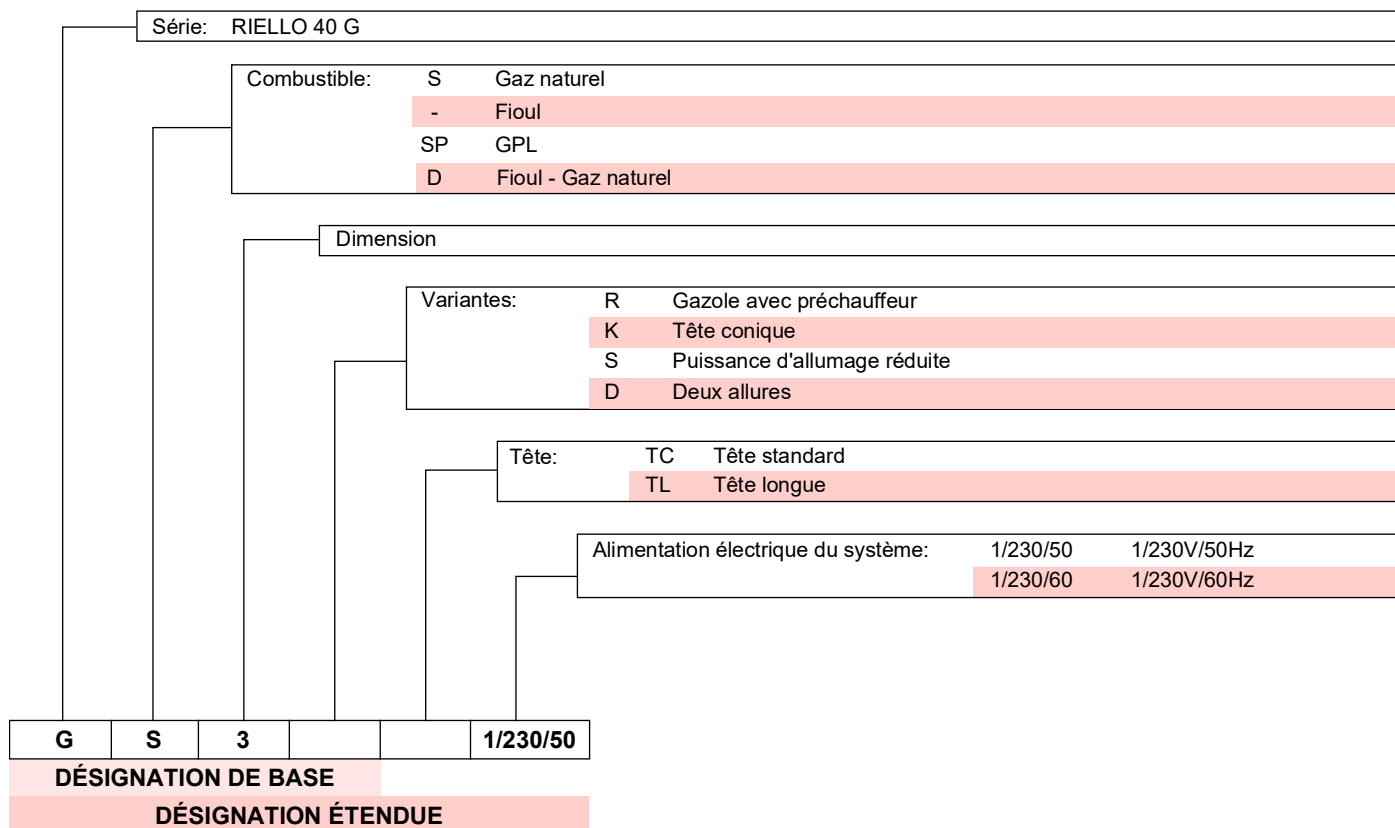 Série: RIELLO 40 G
Combustible: S Gaz naturel
- Fioul
SP GPL
D Fioul - Gaz naturel
Dimension
Variantes: R Gazole avec préchauffeur
K Tête conique
S Puissance d'allumage réduite
D Deux allures
Tête: TC Tête standard
TL Tête longue
Alimentation électrique du système: 1/230/50 1/230V/50Hz
1/230/60 1/230V/60Hz
G S 3 1/230/50
DÉSIGNATION DE BASE
DÉSIGNATION ÉTENDUE